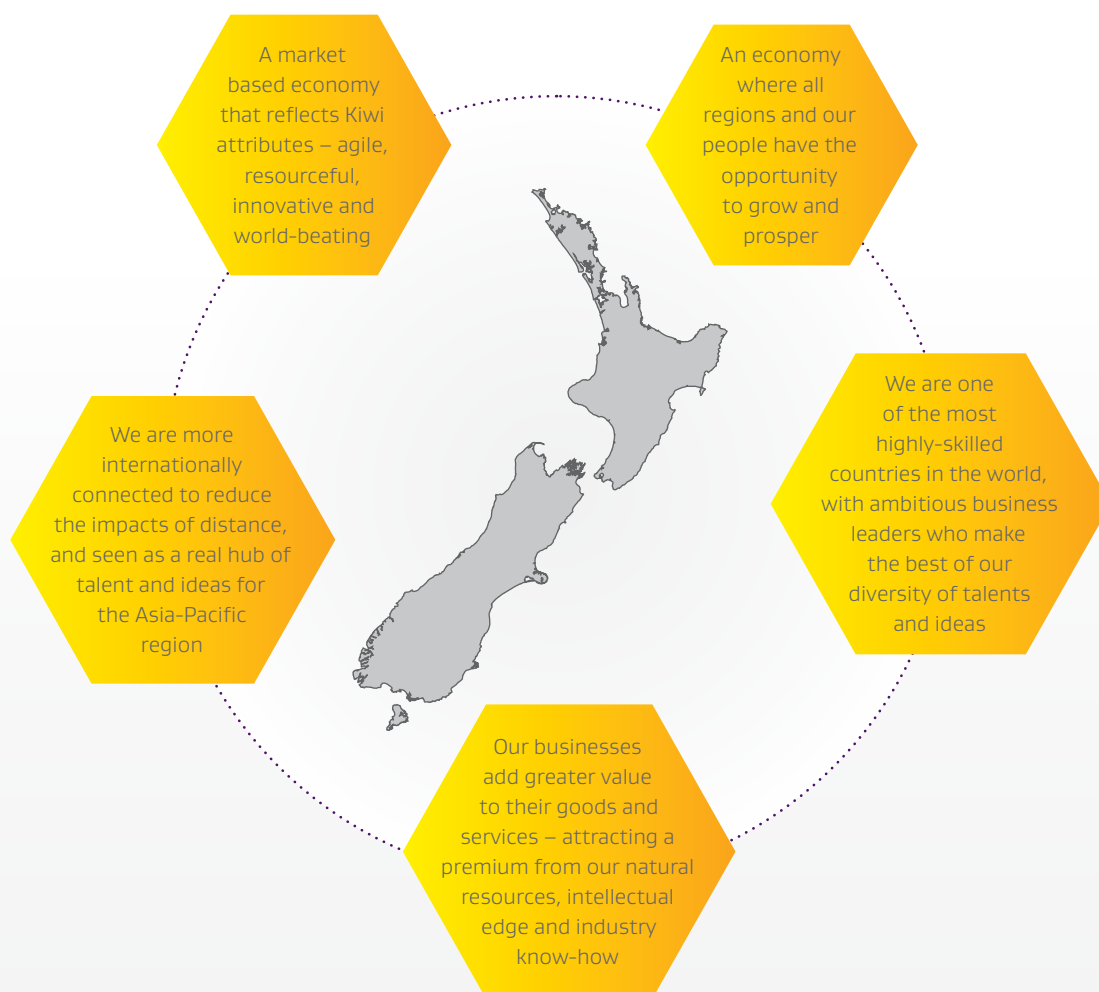 A market
based economy
that reflects Kiwi
attributes – agile,
resourceful,
innovative and
world-beating
An economy
where all
regions and our
people have the
opportunity
to grow and
prosper
We are one
of the most
highly-skilled
countries in the world,
with ambitious business
leaders who make
the best of our
diversity of talents
and ideas
We are more
internationally
connected to reduce
the impacts of distance,
and seen as a real hub of
talent and ideas for
the Asia-Pacific
region
Our businesses
add greater value
to their goods and
services – attracting a
premium from our natural
resources, intellectual
edge and industry
know-how